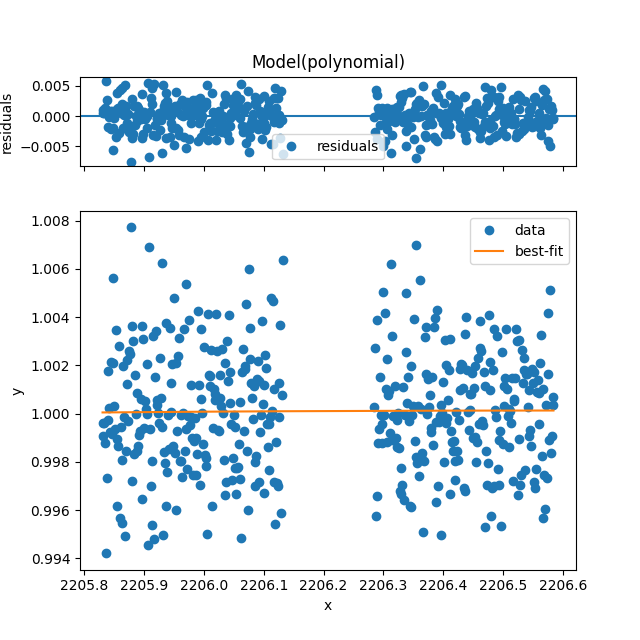 Model(polynomial)
0.005
0.000
−0.005
residuals
residuals
1.008
1.006
1.004
1.002
1.000
0.998
0.996
0.994
y
data
best-fit
2205.8 2205.9 2206.0 2206.1 2206.2 2206.3 2206.4 2206.5 2206.6
x